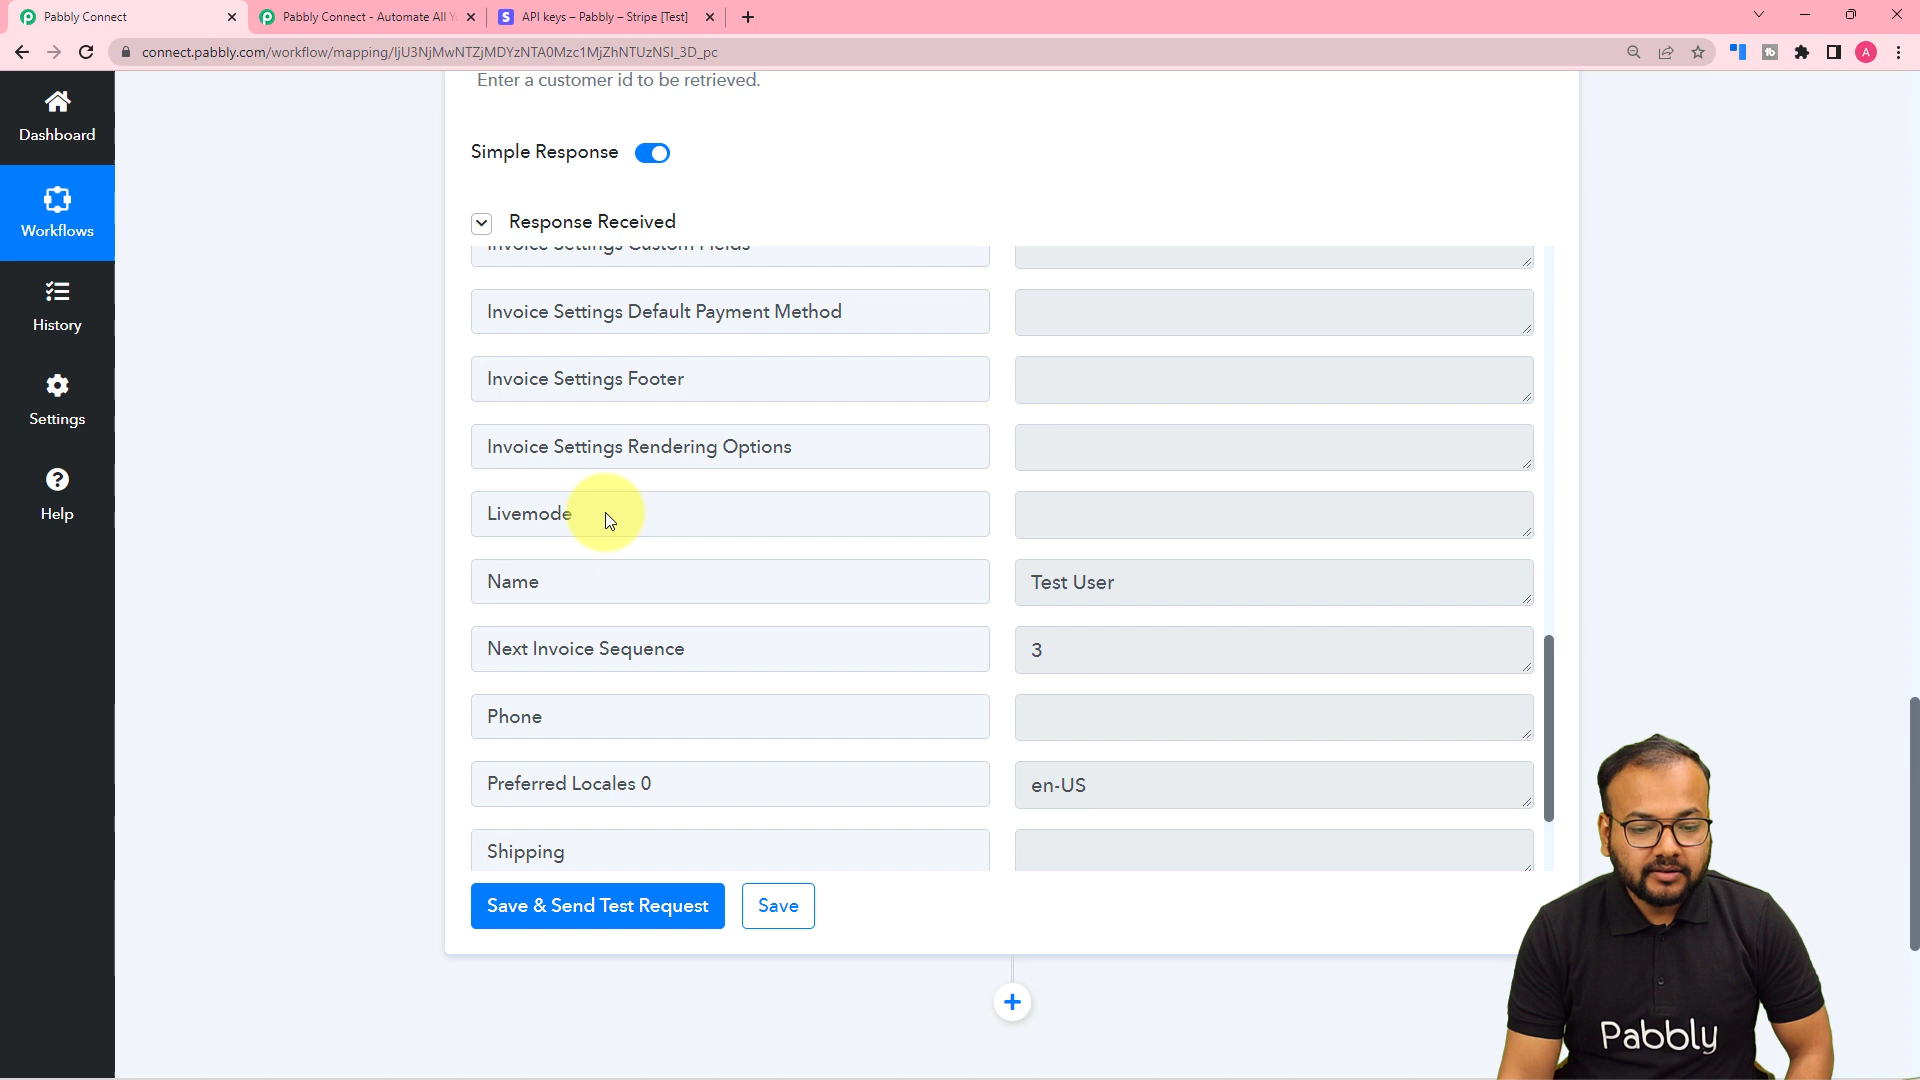 Pabbly Connect
Pabbly Connect - Automate All Y
API keys – Pabbly – Stripe [Test]
connect.pabbly.com/workflow/mapping/IjU3NjMwNTZjMDYzNTA0Mzc1MjZhNTUzNSI_3D_pc
A
Dashboard
Workflows
History
Settings
Help
Enter a customer id to be retrieved.
Simple Response
Response Received
Invoice Settings Custom Fields
Invoice Settings Default Payment Method
Invoice Settings Footer
Invoice Settings Rendering Options
Livemode
Name
Test User
Next Invoice Sequence
3
Phone
Preferred Locales 0
en-US
Shipping
Save & Send Test Request
Save
Pabbly